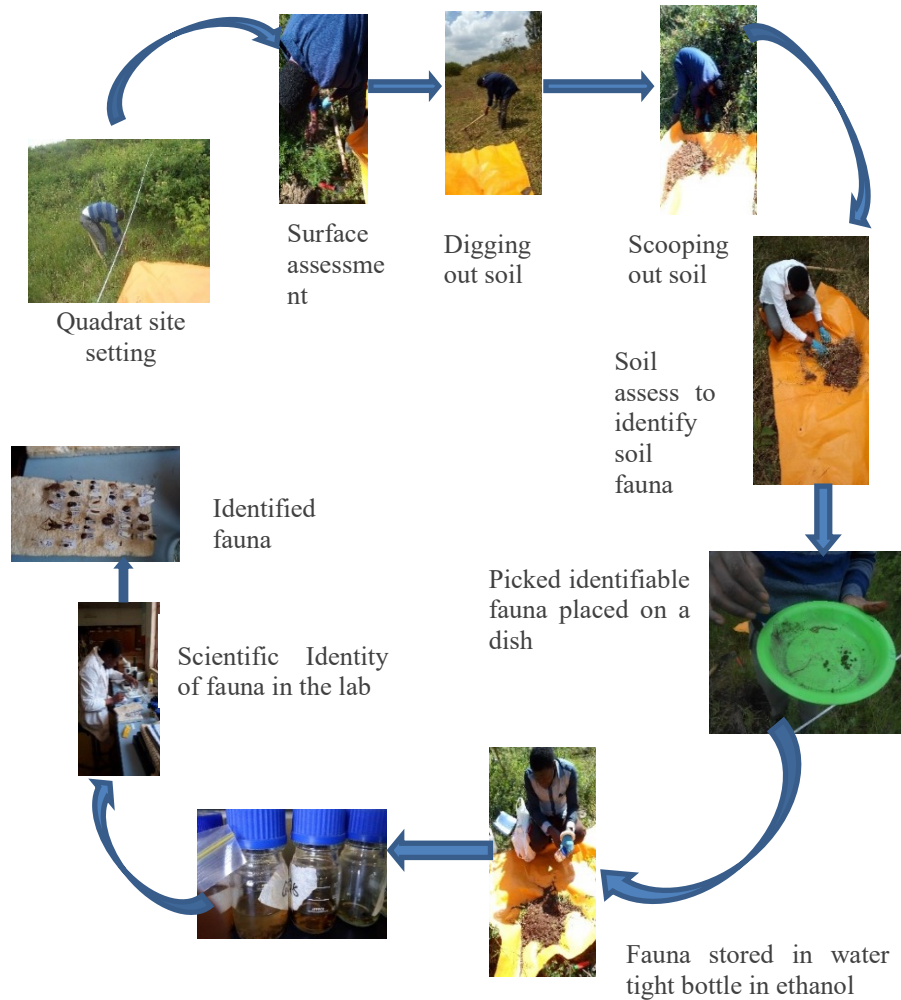 Quadrat site
setting
Surface
assessme
nt
Digging
out soil
Scooping
out soil
Soil
assess to
identify
soil
fauna
Picked identifiable
fauna placed on a
dish
Fauna stored in water
tight bottle in ethanol
Scientific Identity
of fauna in the lab
Identified
fauna